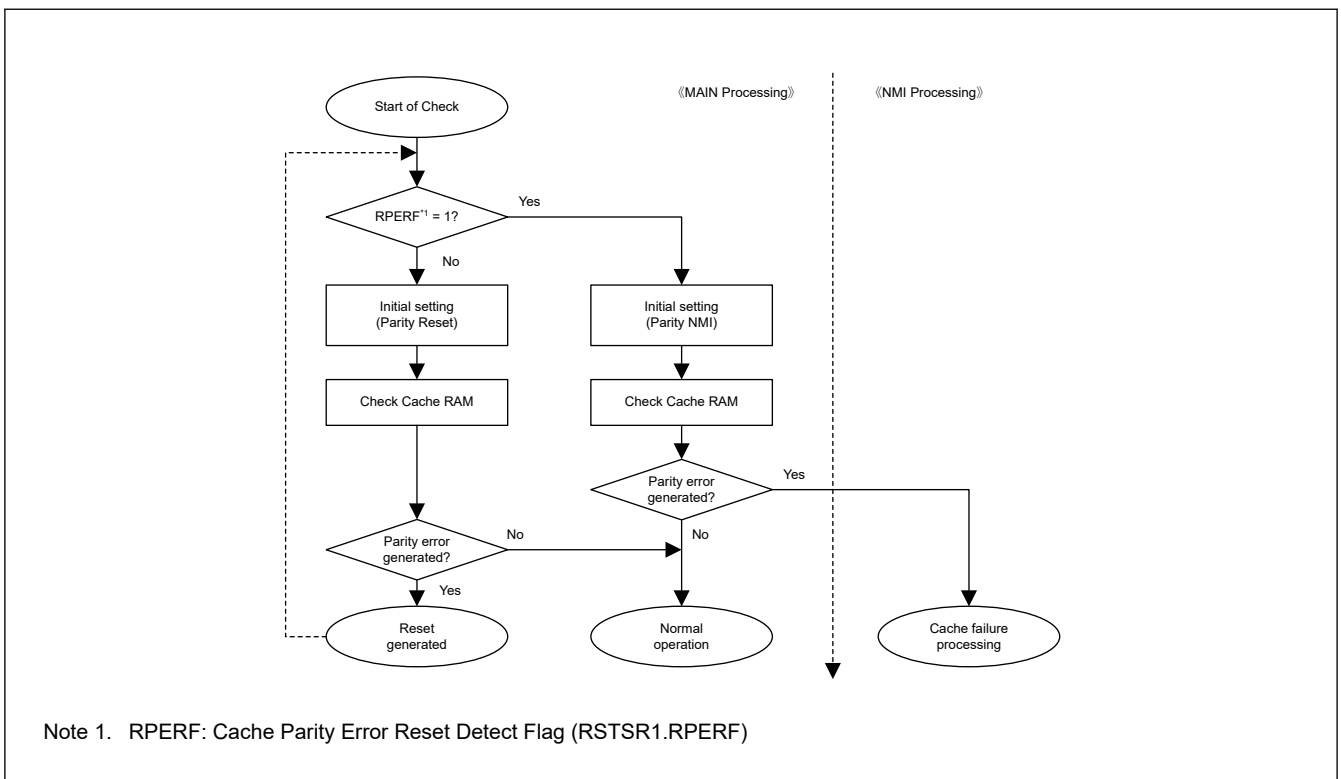 《MAIN Processing》
《NMI Processing》
Start of Check
RPERF*1 = 1?
Yes
No
Initial setting
(Parity Reset)
Initial setting
(Parity NMI)
Check Cache RAM
Check Cache RAM
Parity error
generated?
Yes
No
Parity error
generated?
No
Yes
Reset
generated
Normal
operation
Cache failure
processing
Note 1. RPERF: Cache Parity Error Reset Detect Flag (RSTSR1.RPERF)